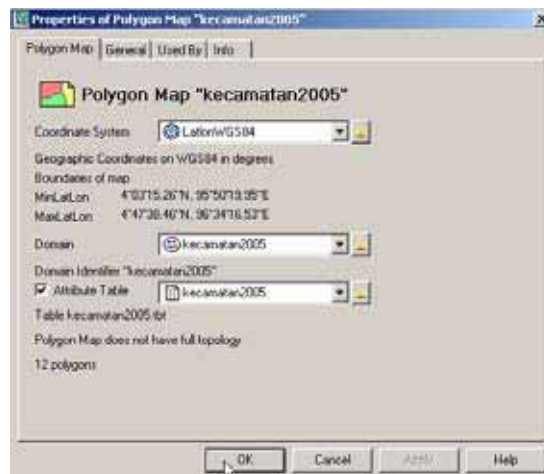 Properties of Polygon Map "kecamatan2005"
Polygon Map General Used By Info
Polygon Map "kecamatan2005"
Coordinate System LatlonWGS84
Geographic Coordinates on WGS84 in degrees
Boundaries of map
MinLatLon 4°03'15.26"N, 95°50'13.95"E
MaxLatLon 4°47'38.46"N, 96°34'16.53"E
Domain kecamatan2005
Domain Identifier "kecamatan2005"
Attribute Table kecamatan2005
Table kecamatan2005.tbt
Polygon Map does not have full topology
12 polygons
OK Cancel Apply Help